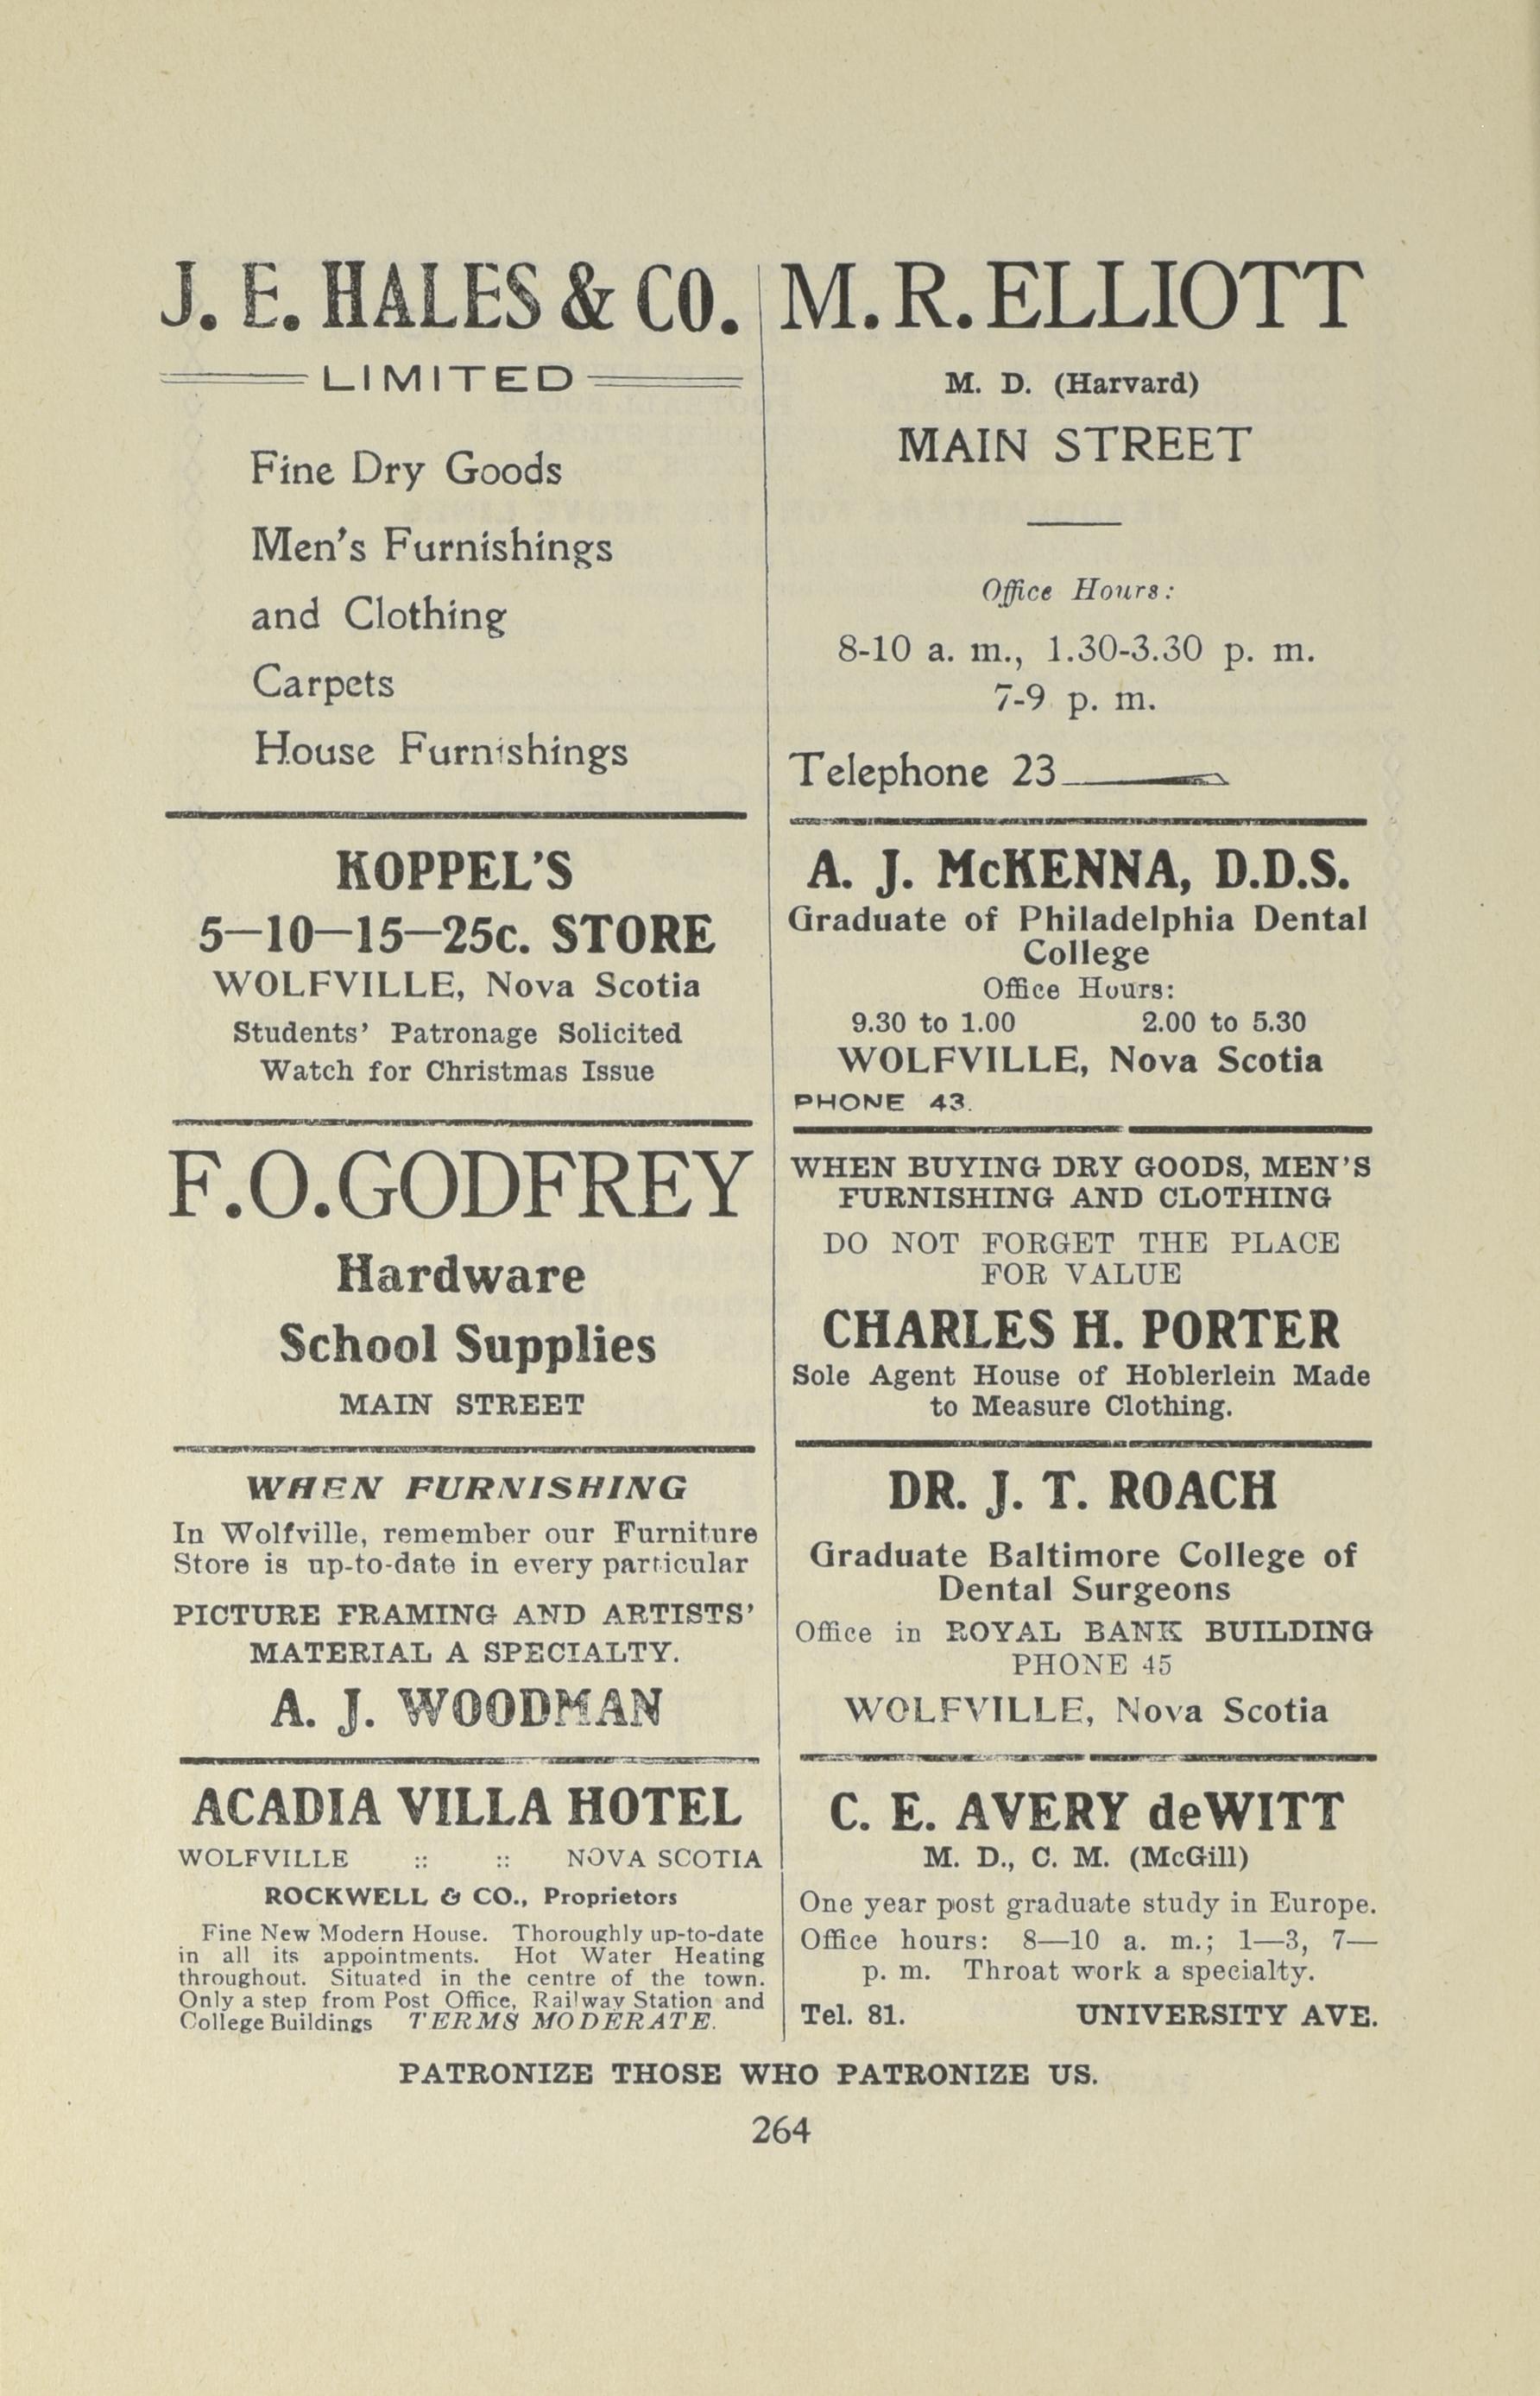 J. E. HALES & CO.
LIMITED
Fine Dry Goods
Men's Furnishings
and Clothing
Carpets
House Furnishings
KOPPEL'S
5—10—15—25c. STORE
WOLFVILLE, Nova Scotia
Students' Patronage Solicited
Watch for Christmas Issue
F. O. GODFREY
Hardware
School Supplies
MAIN STREET
WHEN FURNISHING
In Wolfville, remember our Furniture
Store is up-to-date in every particular
PICTURE FRAMING AND ARTISTS'
MATERIAL A SPECIALTY.
A. J. WOODMAN
ACADIA VILLA HOTEL
WOLFVILLE :: :: NOVA SCOTIA
ROCKWELL & CO., Proprietors
Fine New Modern House. Thoroughly up-to-date
in all its appointments. Hot Water Heating
throughout. Situated in the centre of the town.
Only a step from Post Office, Railway Station and
College Buildings TERMS MODERATE.
M. R. ELLIOTT
M. D. (Harvard)
MAIN STREET
Office Hours:
8-10 a. m., 1.30-3.30 p. m.
7-9 p. m.
Telephone 23
A. J. McKENNA, D.D.S.
Graduate of Philadelphia Dental
College
Office Hours:
9.30 to 1.00 2.00 to 5.30
WOLFVILLE, Nova Scotia
PHONE 43.
WHEN BUYING DRY GOODS, MEN'S
FURNISHING AND CLOTHING
DO NOT FORGET THE PLACE
FOR VALUE
CHARLES H. PORTER
Sole Agent House of Hoblerlein Made
to Measure Clothing.
DR. J. T. ROACH
Graduate Baltimore College of
Dental Surgeons
Office in ROYAL BANK BUILDING
PHONE 45
WOLFVILLE, Nova Scotia
C. E. AVERY deWITT
M. D., C. M. (McGill)
One year post graduate study in Europe.
Office hours: 8—10 a. m.; 1—3, 7—
p. m. Throat work a specialty.
Tel. 81. UNIVERSITY AVE.
PATRONIZE THOSE WHO PATRONIZE US.
264